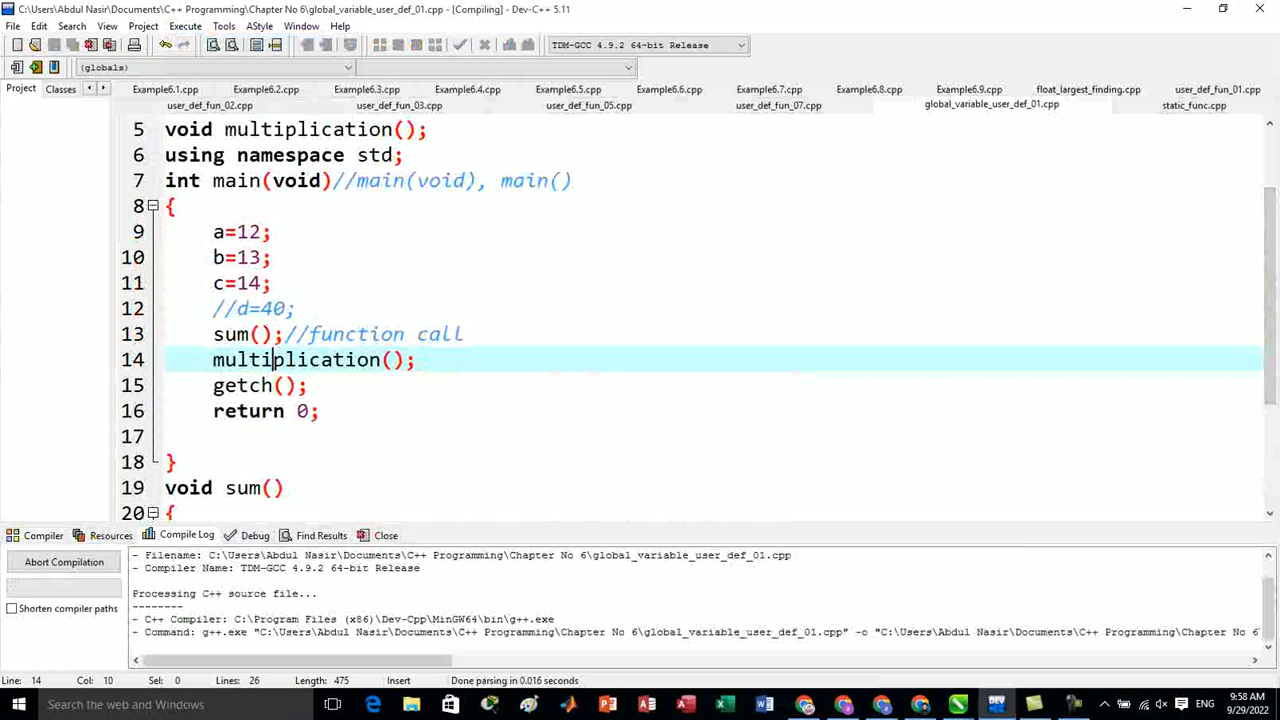 C:\Users\Abdul Nasir\Documents\C++ Programming\Chapter No 6\global_variable_user_def_01.cpp - [Compiling] - Dev-C++ 5.11
File Edit Search View Project Execute Tools AStyle Window Help
TDM-GCC 4.9.2 64-bit Release
(globals)
Project Classes Example6.1.cpp Example6.2.cpp Example6.3.cpp Example6.4.cpp Example6.5.cpp Example6.6.cpp Example6.7.cpp Example6.8.cpp Example6.9.cpp float_largest_finding.cpp user_def_fun_01.cpp
user_def_fun_02.cpp user_def_fun_03.cpp user_def_fun_05.cpp user_def_fun_07.cpp global_variable_user_def_01.cpp static_func.cpp
5 void multiplication();
6 using namespace std;
7 int main(void)//main(void), main()
8 {
9 a=12;
10 b=13;
11 c=14;
12 //d=40;
13 sum();//function call
14 multiplication();
15 getch();
16 return 0;
17
18 }
19 void sum()
20 {
Compiler Resources Compile Log Debug Find Results Close
Abort Compilation
Shorten compiler paths
- Filename: C:\Users\Abdul Nasir\Documents\C++ Programming\Chapter No 6\global_variable_user_def_01.cpp
- Compiler Name: TDM-GCC 4.9.2 64-bit Release
Processing C++ source file...
--------
- C++ Compiler: C:\Program Files (x86)\Dev-Cpp\MinGW64\bin\g++.exe
- Command: g++.exe "C:\Users\Abdul Nasir\Documents\C++ Programming\Chapter No 6\global_variable_user_def_01.cpp" -o "C:\Users\Abdul Nasir\Documents\C++ Programming\Chapter No 6
Line: 14 Col: 10 Sel: 0 Lines: 26 Length: 475 Insert Done parsing in 0.016 seconds
Search the web and Windows
ENG
9:58 AM
9/29/2022